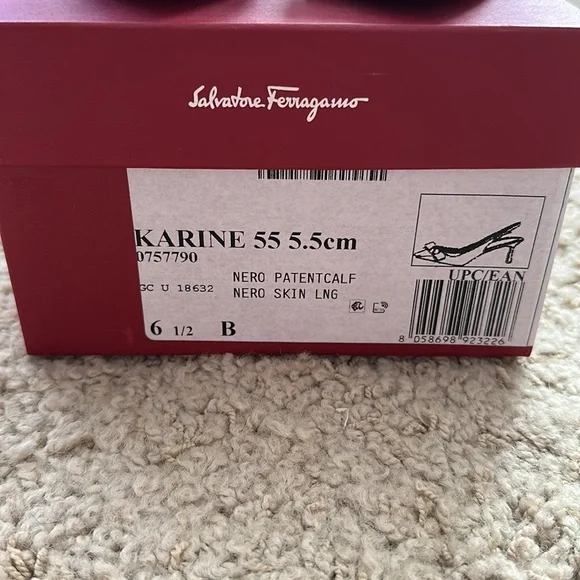 Salvatore Ferragamo
KARINE 55 5.5cm
0757790
UPC/EAN
NERO PATENTCALF
GC U 18632 NERO SKIN LNG
6 1/2 B
8 058698 923226